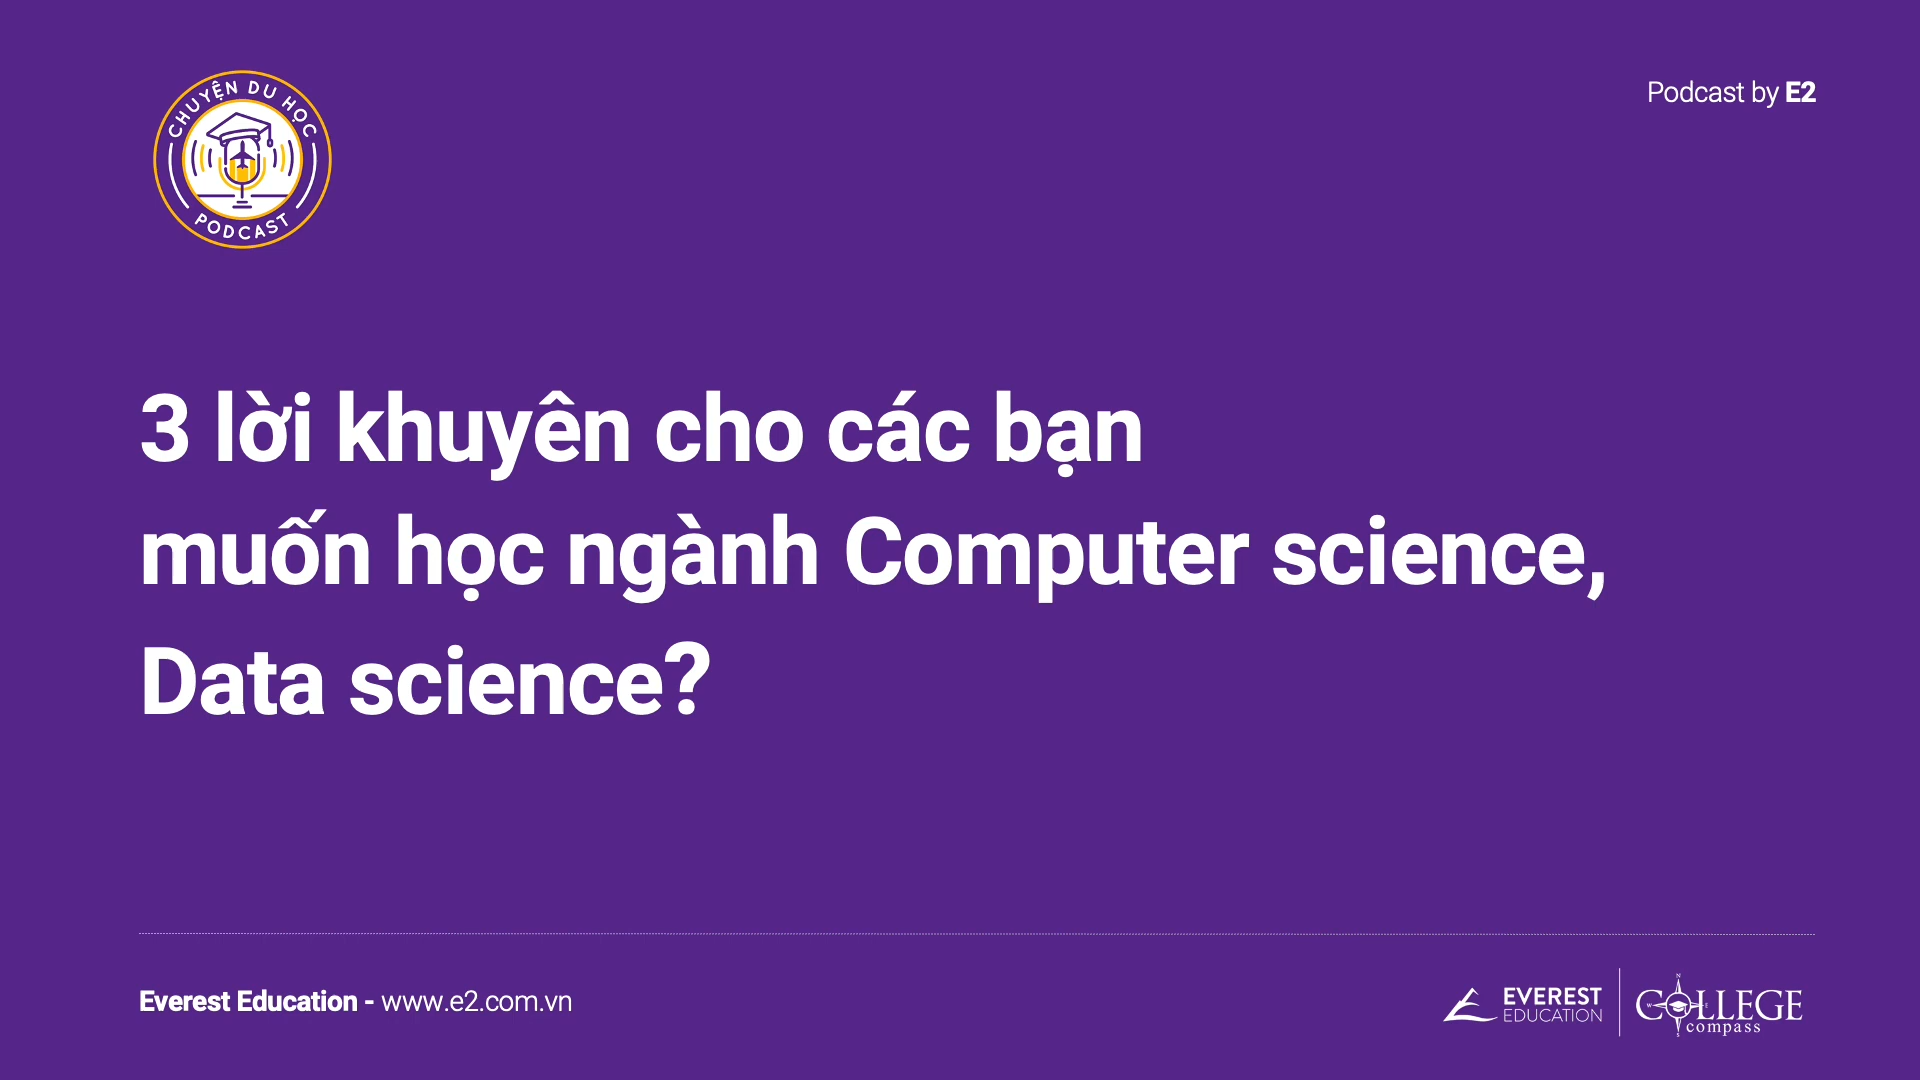 CHUYỆN DU HỌC
PODCAST
Podcast by E2
3 lời khuyên cho các bạn
muốn học ngành Computer science,
Data science?
Everest Education - www.e2.com.vn
EVEREST
EDUCATION
COLLEGE
compass
N
W
E
S